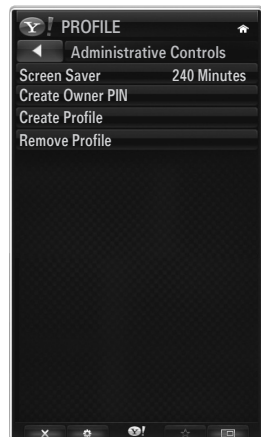 Y! PROFILE
Administrative Controls
Screen Saver 240 Minutes
Create Owner PIN
Create Profile
Remove Profile
Y!